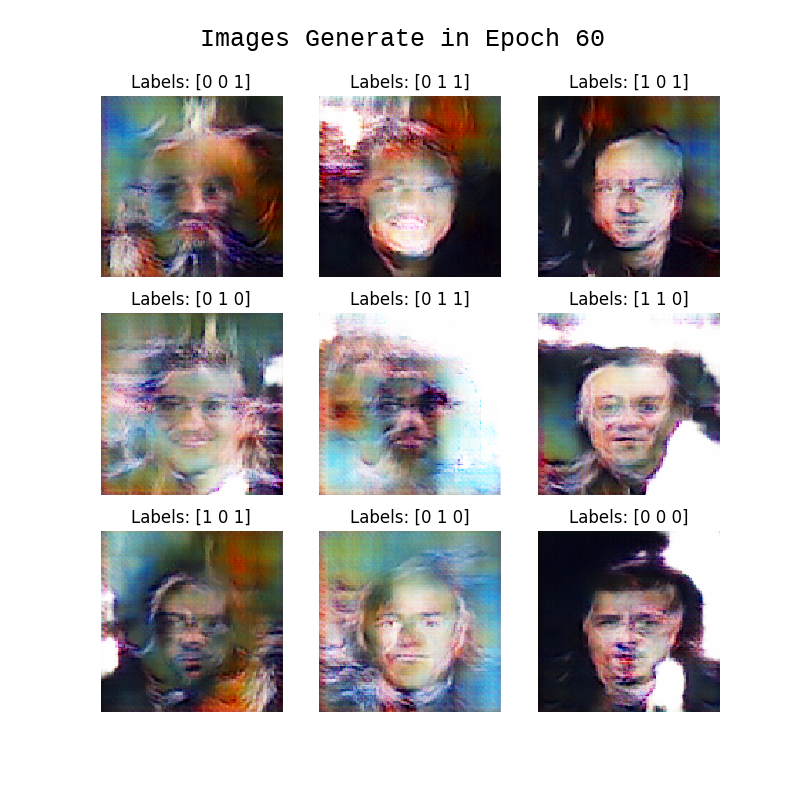 Images Generate in Epoch 60
Labels: [0 0 1]
Labels: [0 1 1]
Labels: [1 0 1]
Labels: [0 1 0]
Labels: [0 1 1]
Labels: [1 1 0]
Labels: [1 0 1]
Labels: [0 1 0]
Labels: [0 0 0]